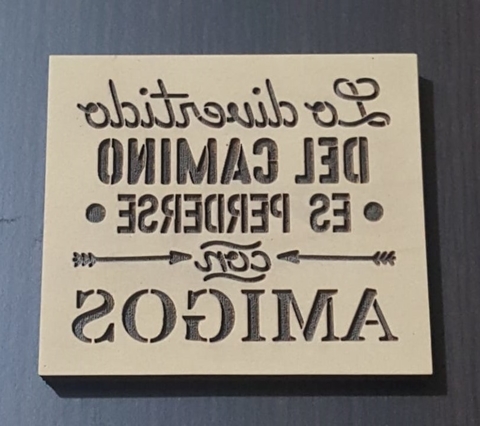 Lo divertido
DEL CAMINO
• ES PERDERSE •
con
AMIGOS